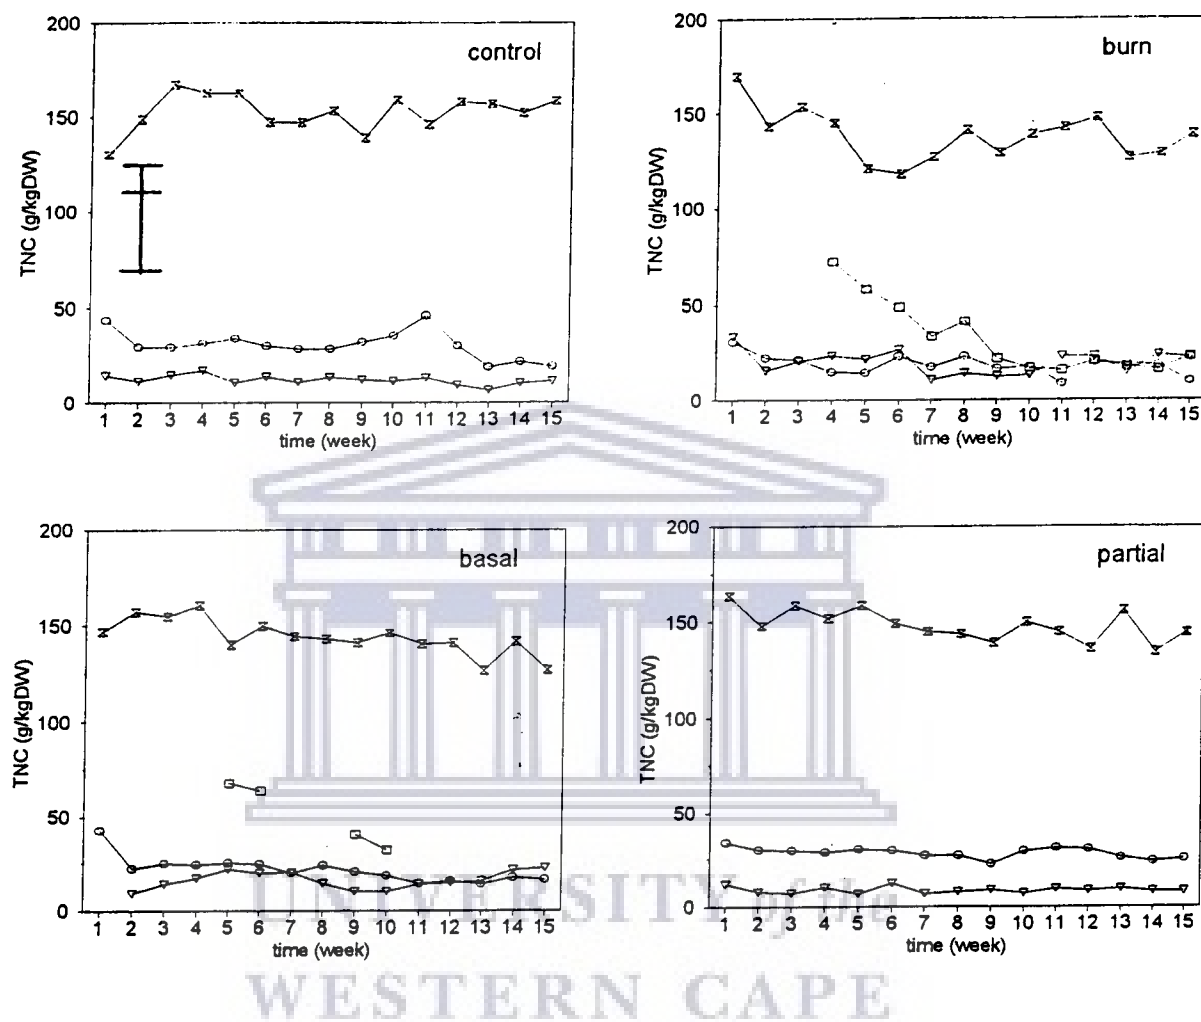 control
200
150
100
50
0
TNC (g/kgDW)
1 2 3 4 5 6 7 8 9 10 11 12 13 14 15
time (week)
burn
200
150
100
50
0
TNC (g/kgDW)
1 2 3 4 5 6 7 8 9 10 11 12 13 14 15
time (week)
basal
200
150
100
50
0
TNC (g/kgDW)
1 2 3 4 5 6 7 8 9 10 11 12 13 14 15
time (week)
partial
200
150
100
50
0
TNC (g/kgDW)
1 2 3 4 5 6 7 8 9 10 11 12 13 14 15
time (week)
UNIVERSITY of the
WESTERN CAPE